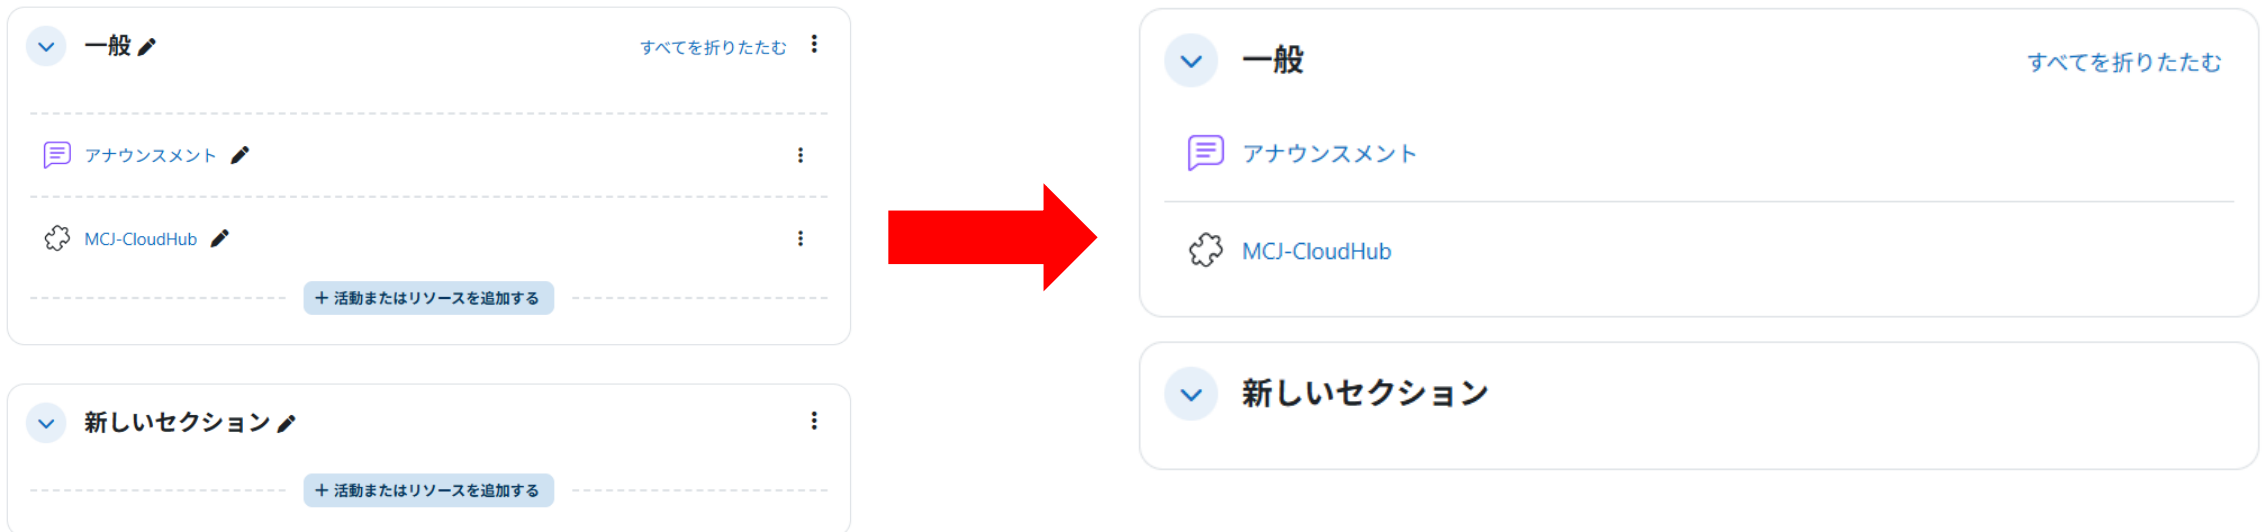 一般
すべてを折りたたむ
アナウンスメント
MCJ-CloudHub
+ 活動またはリソースを追加する
新しいセクション
+ 活動またはリソースを追加する
一般
すべてを折りたたむ
アナウンスメント
MCJ-CloudHub
新しいセクション